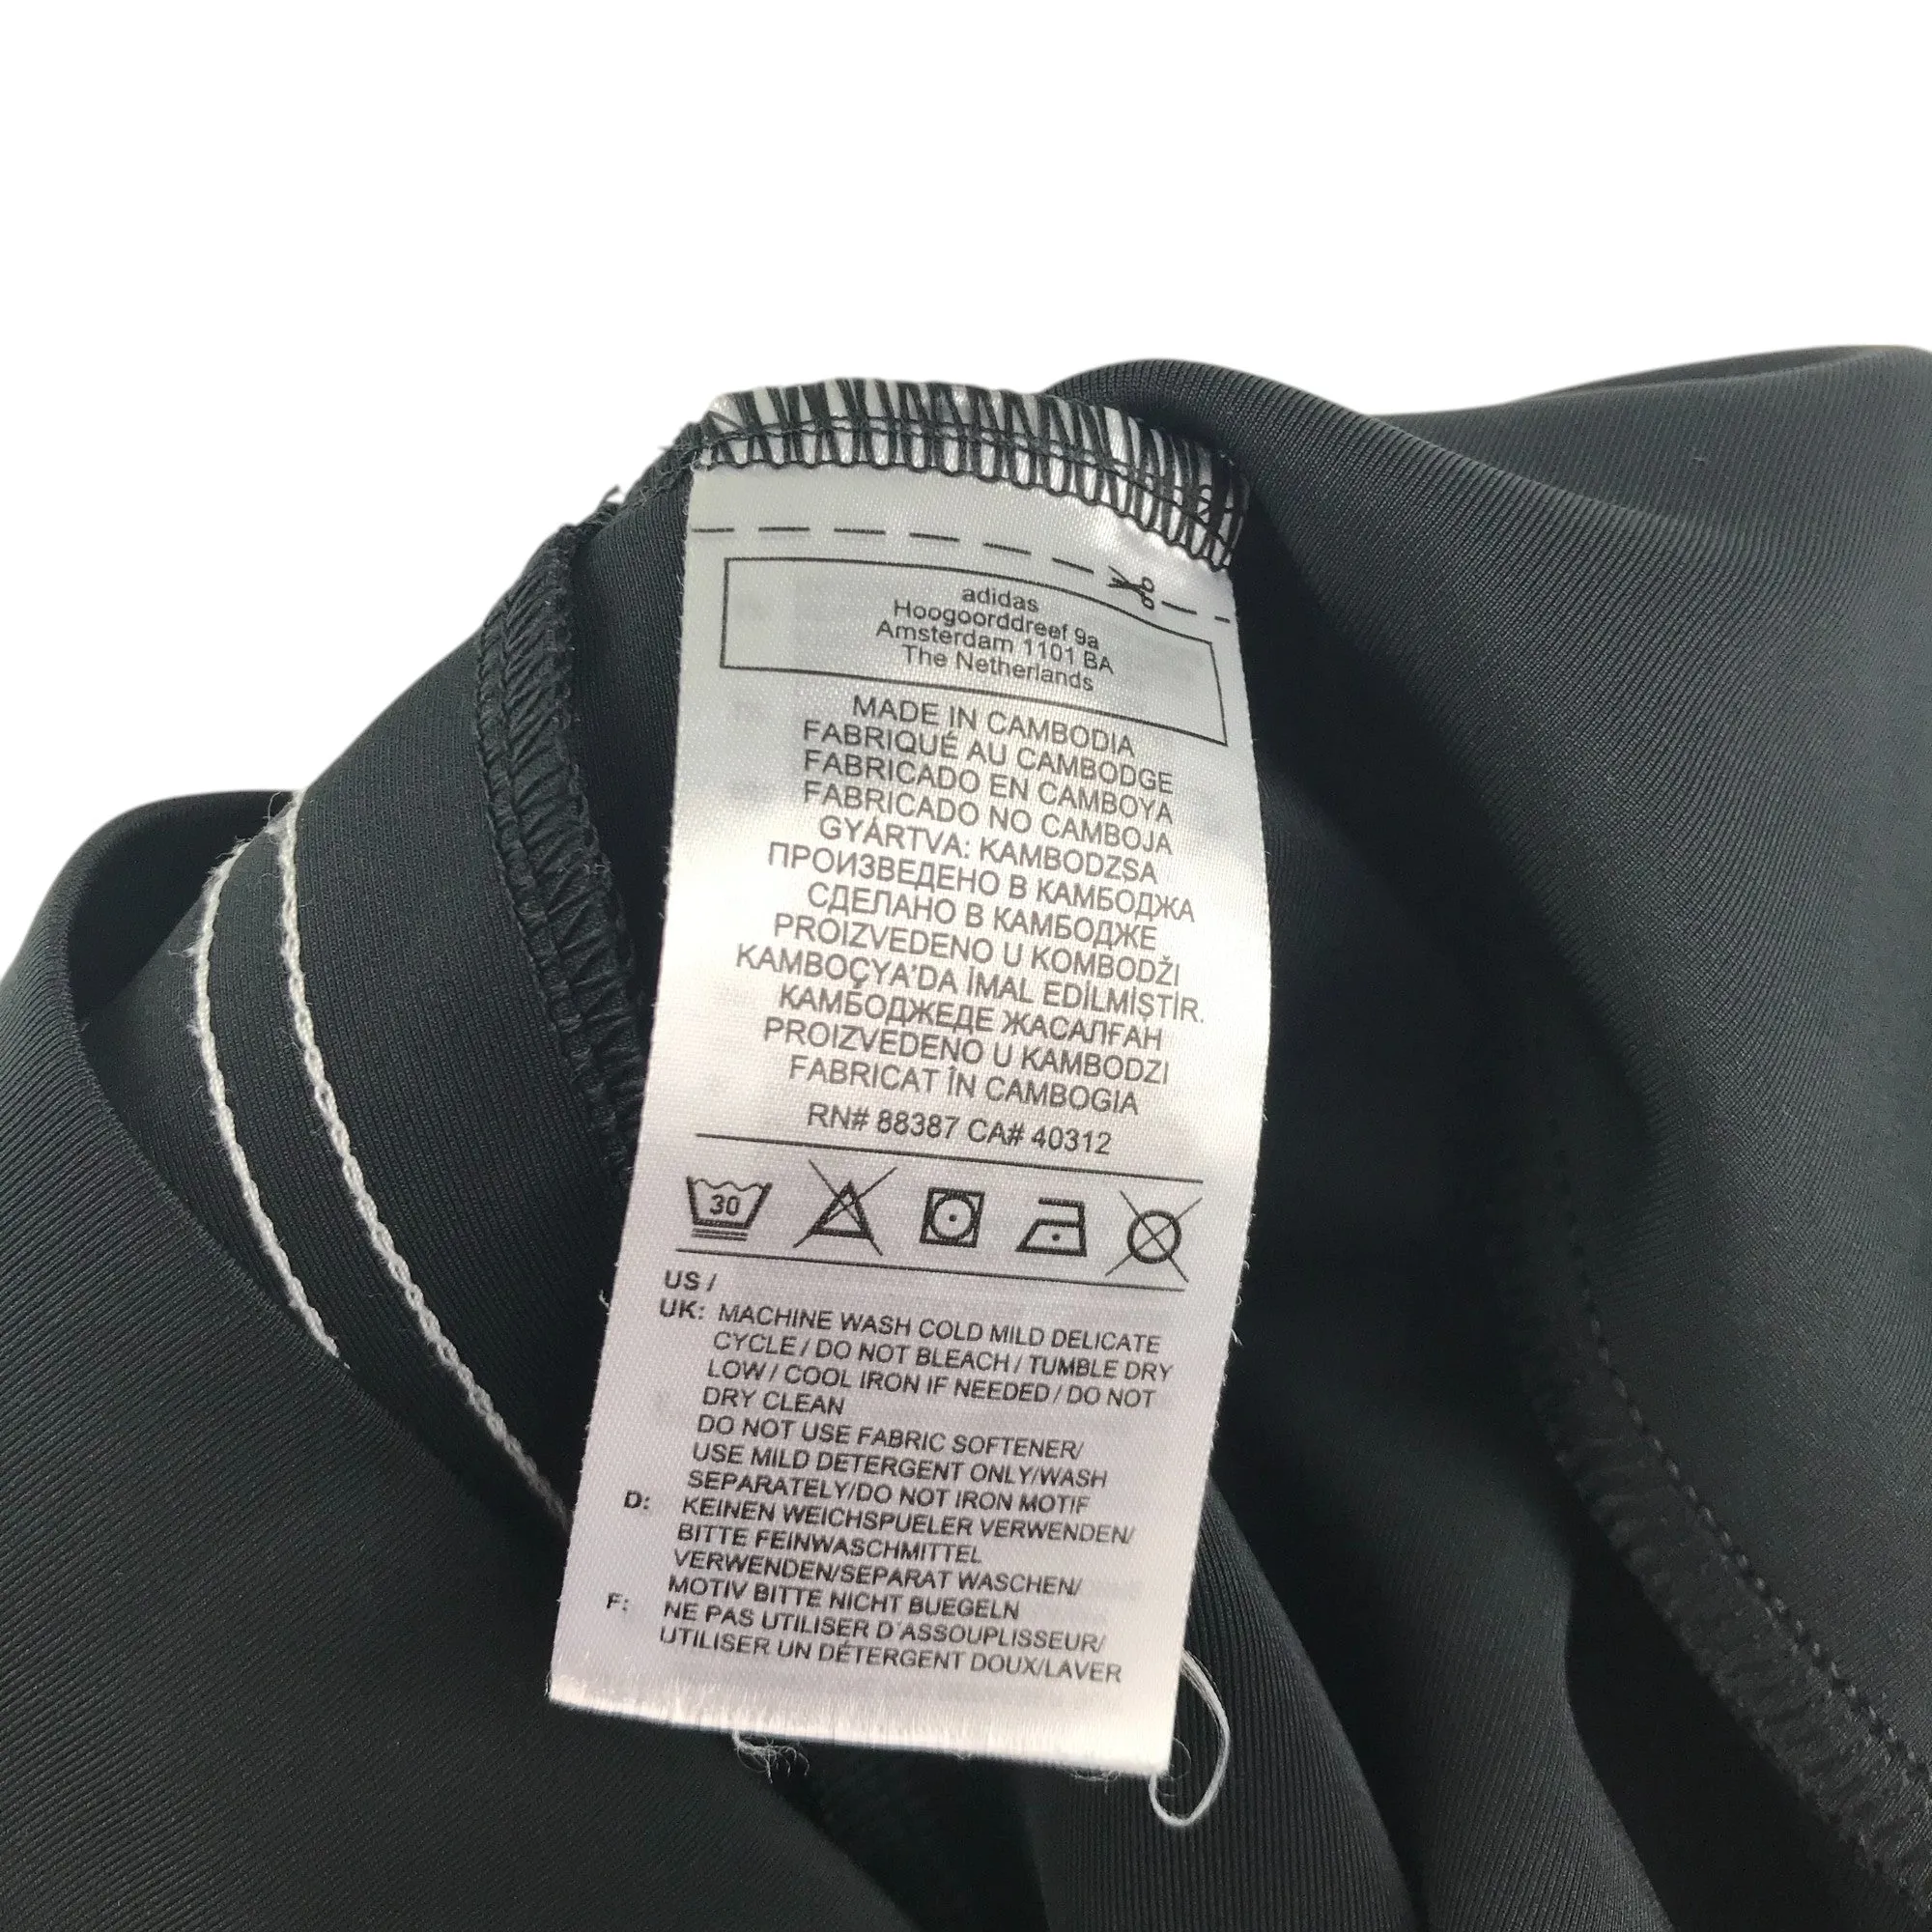 adidas
Hoogoorddreef 9a
Amsterdam 1101 BA
The Netherlands
MADE IN CAMBODIA
FABRIQUÉ AU CAMBODGE
FABRICADO EN CAMBOYA
FABRICADO NO CAMBOJA
GYÁRTVA: KAMBODZSA
ПРОИЗВЕДЕНО В КАМБОДЖА
СДЕЛАНО В КАМБОДЖЕ
PROIZVEDENO U KOMBODŽI
KAMBOÇYA'DA İMAL EDİLMİŞTİR.
КАМБОДЖЕДЕ ЖАСАЛҒАН
PROIZVEDENO U KAMBODZI
FABRICAT ÎN CAMBOGIA
RN# 88387 CA# 40312
30
US /
UK: MACHINE WASH COLD MILD DELICATE
CYCLE / DO NOT BLEACH / TUMBLE DRY
LOW / COOL IRON IF NEEDED / DO NOT
DRY CLEAN
DO NOT USE FABRIC SOFTENER/
USE MILD DETERGENT ONLY/WASH
SEPARATELY/DO NOT IRON MOTIF
D: KEINEN WEICHSPUELER VERWENDEN/
BITTE FEINWASCHMITTEL
VERWENDEN/SEPARAT WASCHEN/
MOTIV BITTE NICHT BUEGELN
F: NE PAS UTILISER D'ASSOUPLISSEUR/
UTILISER UN DÉTERGENT DOUX/LAVER